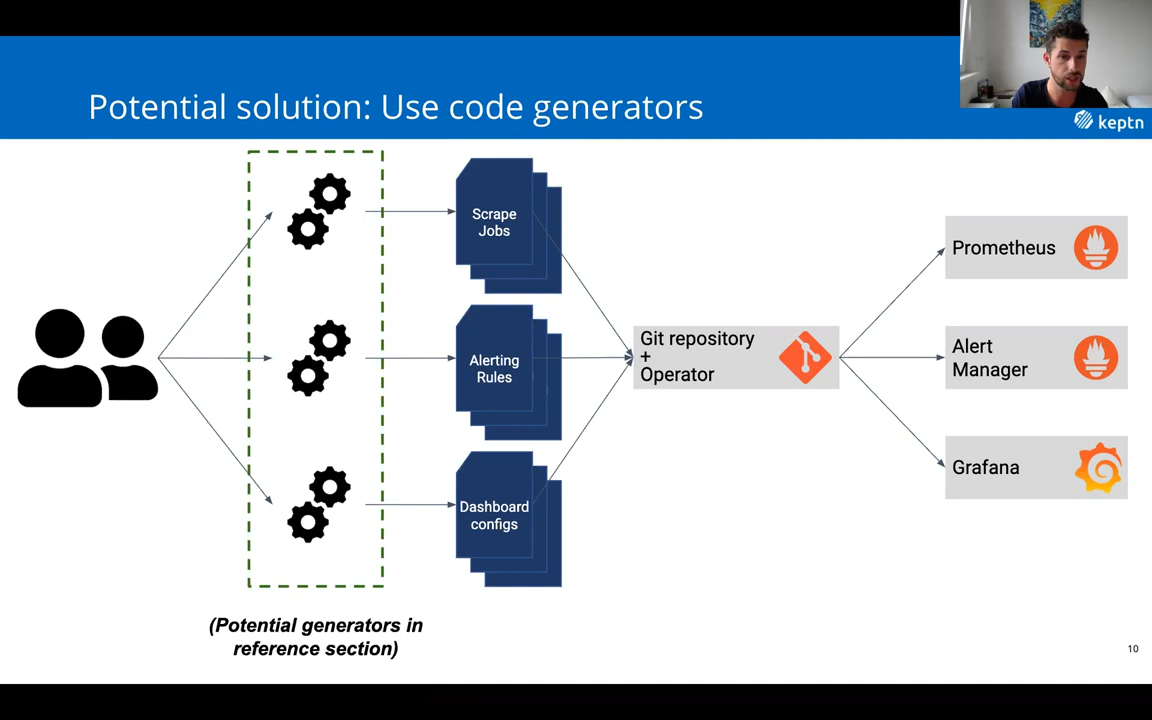 Potential solution: Use code generators
keptn
Scrape
Jobs
Alerting
Rules
Dashboard
configs
Git repository
+
Operator
Prometheus
Alert
Manager
Grafana
(Potential generators in
reference section)
10